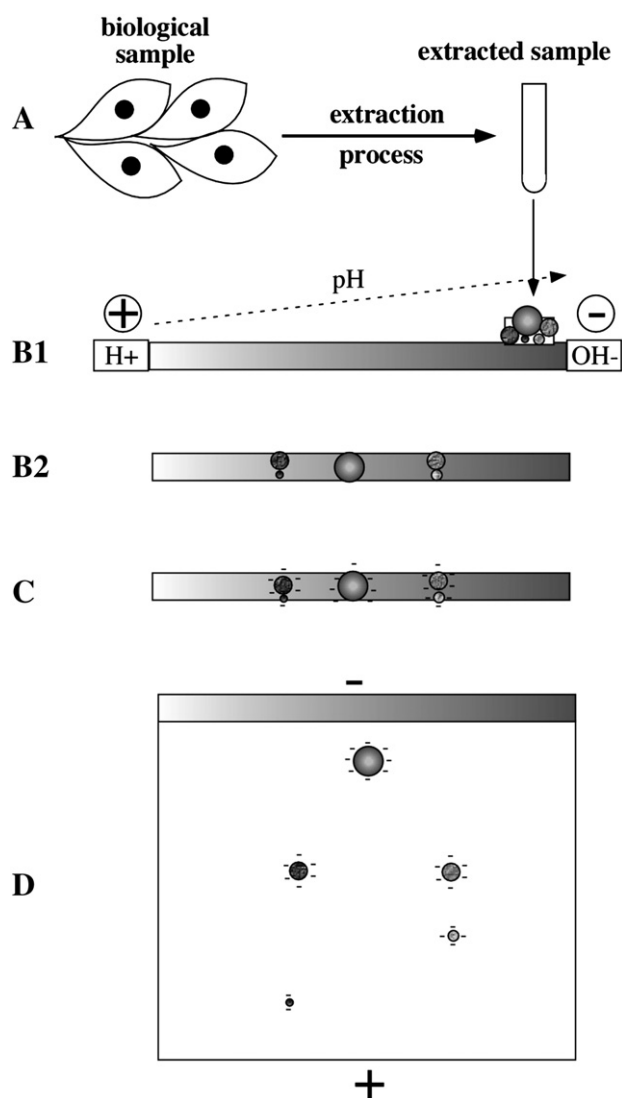 biological
sample
extracted sample
A
extraction
process
pH
+
-
B1
H+
OH-
B2
C
-
D
+